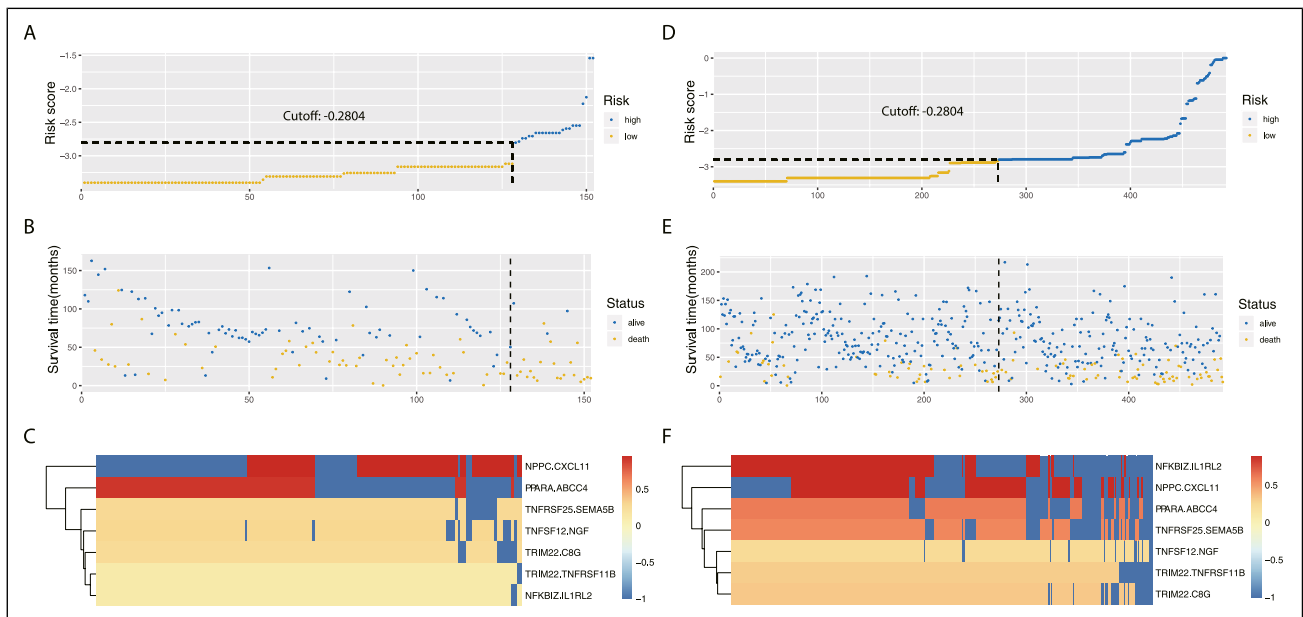 A
−1.5
−2.0
−2.5
−3.0
Risk score
Cutoff: -0.2804
0
50
100
150
Risk
high
low
B
150
100
50
0
Survival time(months)
0
50
100
150
Status
alive
death
C
NPPC.CXCL11
PPARA,ABCC4
TNFRSF25.SEMA5B
TNFSF12.NGF
TRIM22.C8G
TRIM22,TNFRSF11B
NFKBIZ.IL1RL2
0.5
0
−0.5
−1
D
0
−1
−2
−3
Risk score
Cutoff: -0.2804
0
100
200
300
400
Risk
high
low
E
200
150
100
50
0
Survival time(months)
0
100
200
300
400
Status
alive
death
F
NFKBIZ.IL1RL2
NPPC.CXCL11
PPARA,ABCC4
TNFRSF25.SEMA5B
TNFSF12.NGF
TRIM22.TNFRSF11B
TRIM22.C8G
0.5
0
−0.5
−1